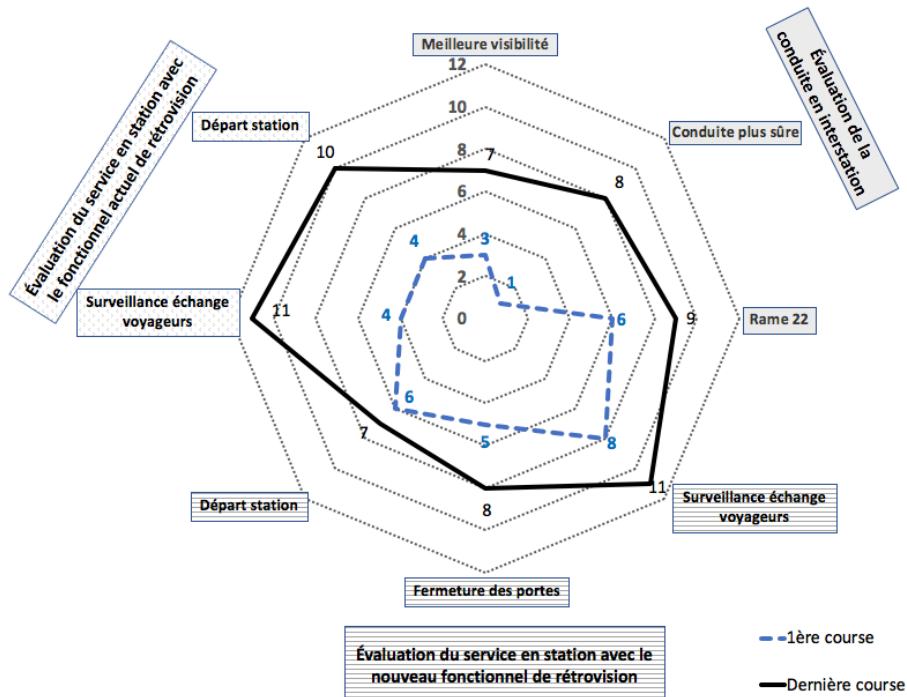 Meilleure visibilité
12
10
8
6
4
2
0
Évaluation du service en station avec
le fonctionnel actuel de rétrovision
Évaluation de la
conduite en interstation
Départ station
Conduite plus sûre
10
7
8
4
3
1
Surveillance échange
voyageurs
11
4
6
9
Rame 22
6
7
5
8
11
8
Départ station
Surveillance échange
voyageurs
Fermeture des portes
Évaluation du service en station avec le
nouveau fonctionnel de rétrovision
1ère course
Dernière course